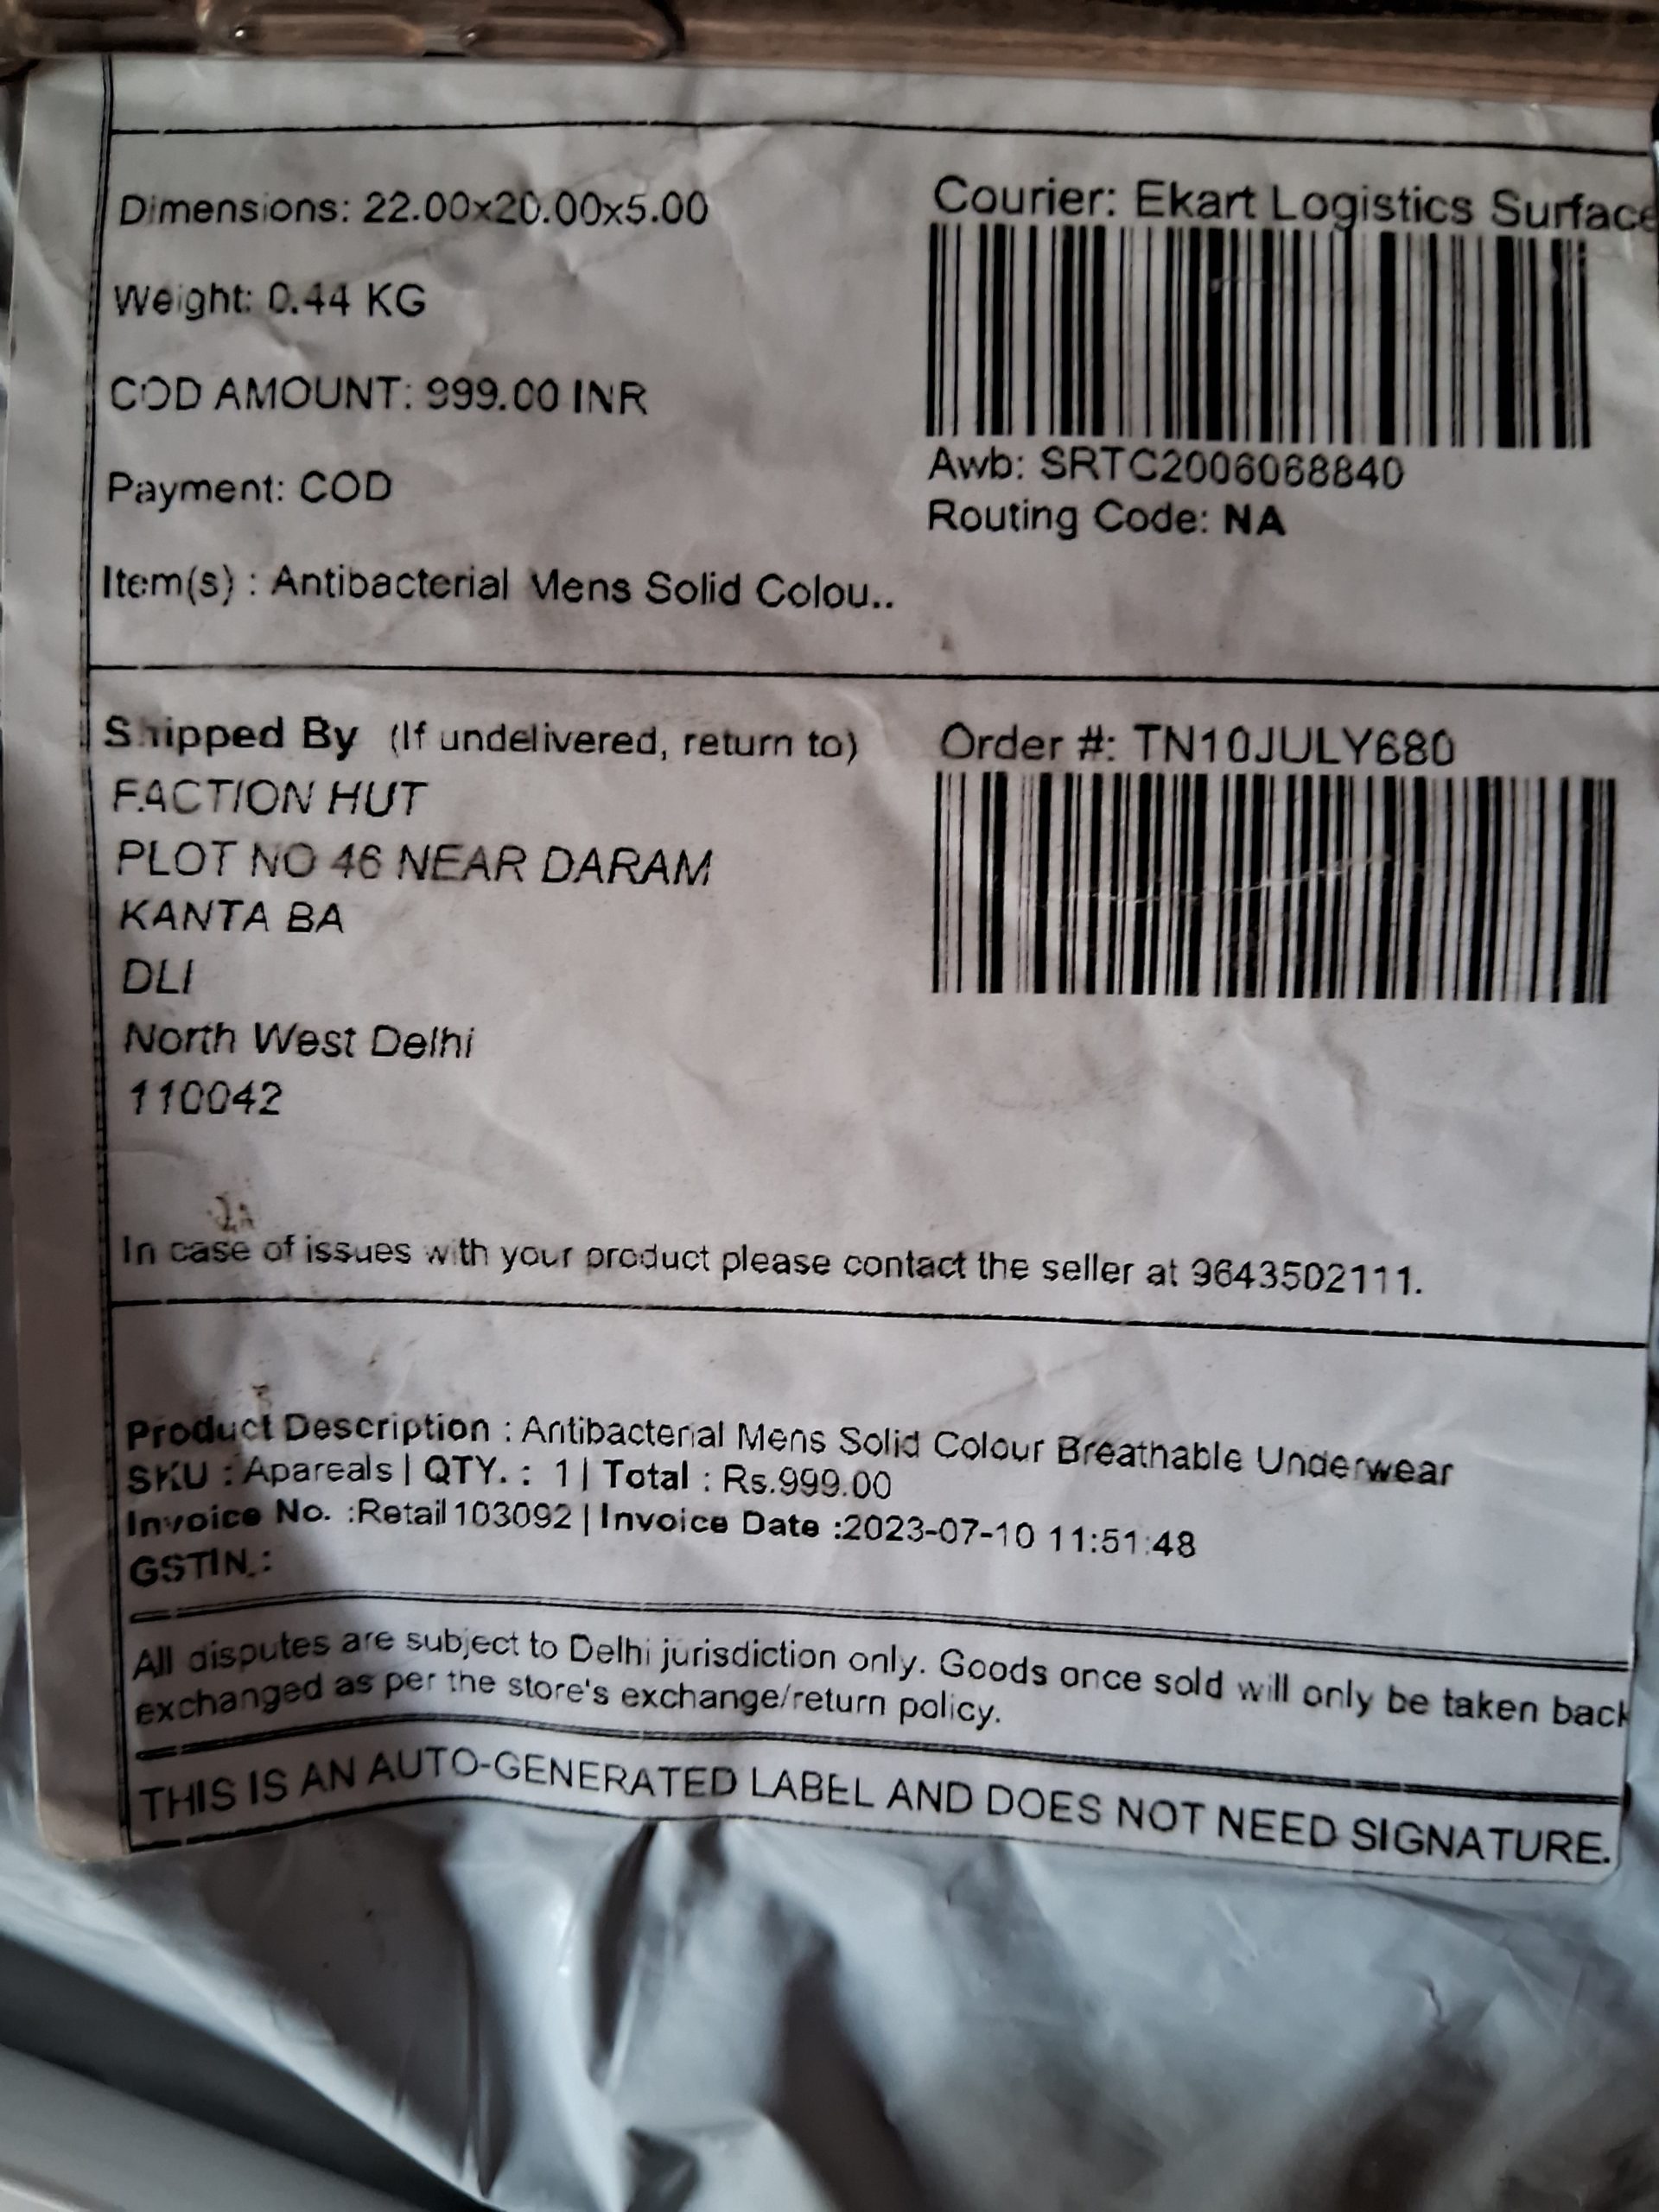 Dimensions: 22.00x20.00x5.00
Weight: 0.44 KG
COD AMOUNT: 999.00 INR
Payment: COD
Item(s) : Antibacterial Mens Solid Colou..
Courier: Ekart Logistics Surface
Awb: SRTC2006068840
Routing Code: NA
Shipped By (If undelivered, return to)
FACTION HUT
PLOT NO 46 NEAR DARAM
KANTA BA
DLI
North West Delhi
110042
Order #: TN10JULY680
In case of issues with your product please contact the seller at 9643502111.
Product Description : Antibacterial Mens Solid Colour Breathable Underwear
SKU : Apareals | QTY. : 1 | Total : Rs.999.00
Invoice No. :Retail103092 | Invoice Date :2023-07-10 11:51:48
GSTIN.:
All disputes are subject to Delhi jurisdiction only. Goods once sold will only be taken back
exchanged as per the store's exchange/return policy.
THIS IS AN AUTO-GENERATED LABEL AND DOES NOT NEED SIGNATURE.